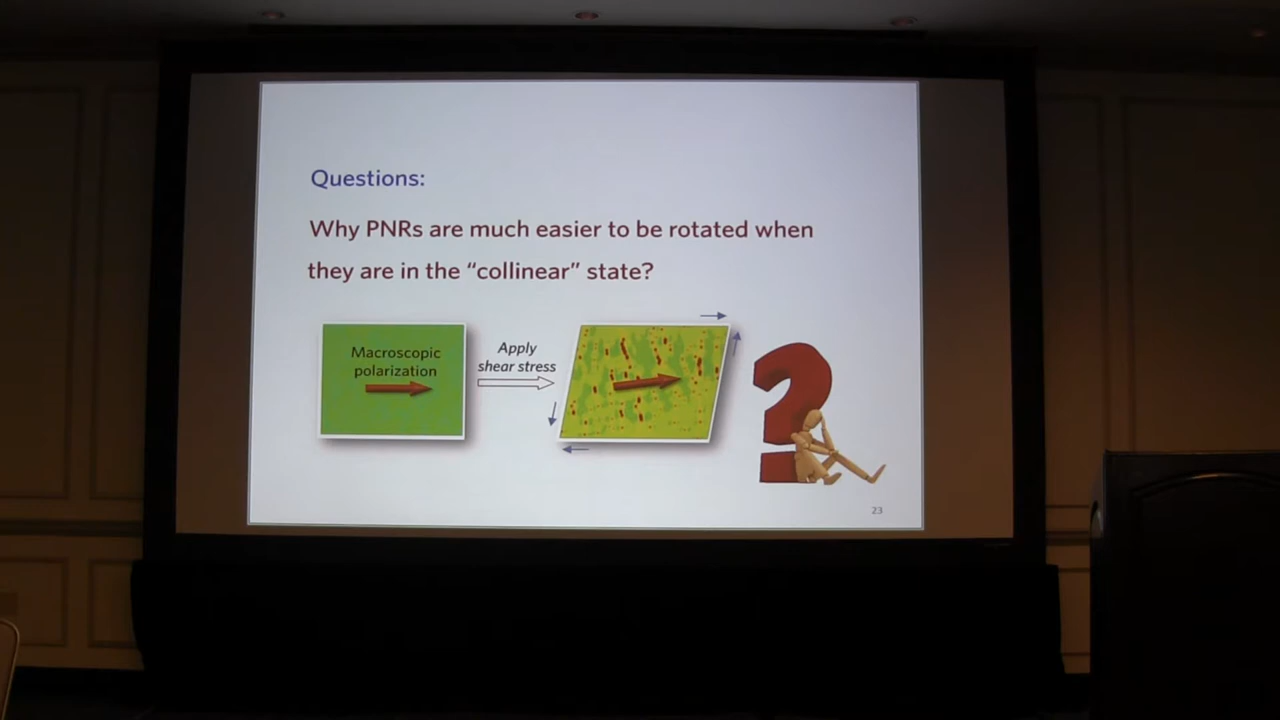 Questions:
Why PNRs are much easier to be rotated when
they are in the “collinear” state?
Macroscopic
polarization
Apply
shear stress
23